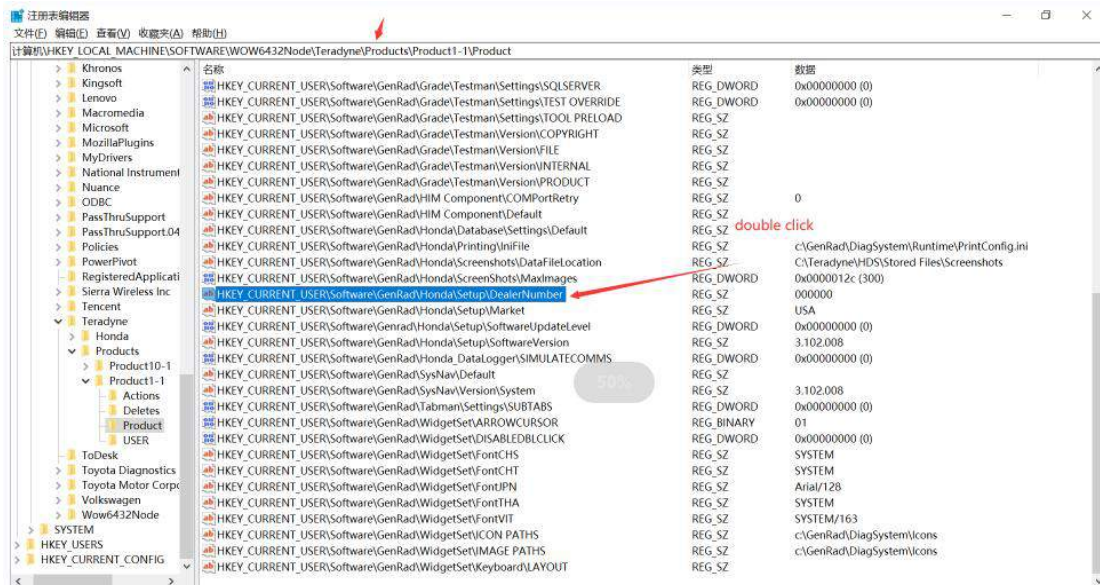 注册表编辑器
文件(F) 编辑(E) 查看(V) 收藏夹(A) 帮助(H)
计算机\HKEY_LOCAL_MACHINE\SOFTWARE\WOW6432Node\Teradyne\Products\Product1-1\Product
Khronos
Kingsoft
Lenovo
Macromedia
Microsoft
MozillaPlugins
MyDrivers
National Instrument
Nuance
ODBC
PassThruSupport
PassThruSupport.04
Policies
PowerPivot
RegisteredApplicati
Sierra Wireless Inc
Tencent
Teradyne
Honda
Products
Product10-1
Product1-1
Actions
Deletes
Product
USER
ToDesk
Toyota Diagnostics
Toyota Motor Corpo
Volkswagen
Wow6432Node
SYSTEM
HKEY_USERS
HKEY_CURRENT_CONFIG
名称 类型 数据
HKEY_CURRENT_USER\Software\GenRad\Grade\Testman\Settings\SQLSERVER REG_DWORD 0x00000000 (0)
HKEY_CURRENT_USER\Software\GenRad\Grade\Testman\Settings\TEST OVERRIDE REG_DWORD 0x00000000 (0)
HKEY_CURRENT_USER\Software\GenRad\Grade\Testman\Settings\TOOL PRELOAD REG_SZ
HKEY_CURRENT_USER\Software\GenRad\Grade\Testman\Version\COPYRIGHT REG_SZ
HKEY_CURRENT_USER\Software\GenRad\Grade\Testman\Version\FILE REG_SZ
HKEY_CURRENT_USER\Software\GenRad\Grade\Testman\Version\INTERNAL REG_SZ
HKEY_CURRENT_USER\Software\GenRad\Grade\Testman\Version\PRODUCT REG_SZ
HKEY_CURRENT_USER\Software\GenRad\HIM Component\COMPortRetry REG_SZ 0
HKEY_CURRENT_USER\Software\GenRad\HIM Component\Default REG_SZ
double click
HKEY_CURRENT_USER\Software\GenRad\Honda\Database\Settings\Default REG_SZ
HKEY_CURRENT_USER\Software\GenRad\Honda\Printing\IniFile REG_SZ c:\GenRad\DiagSystem\Runtime\PrintConfig.ini
HKEY_CURRENT_USER\Software\GenRad\Honda\Screenshots\DataFileLocation REG_SZ C:\Teradyne\HDS\Stored Files\Screenshots
HKEY_CURRENT_USER\Software\GenRad\Honda\ScreenShots\MaxImages REG_DWORD 0x0000012c (300)
HKEY_CURRENT_USER\Software\GenRad\Honda\Setup\DealerNumber REG_SZ 000000
HKEY_CURRENT_USER\Software\GenRad\Honda\Setup\Market REG_SZ USA
HKEY_CURRENT_USER\Software\Genrad\Honda\Setup\SoftwareUpdateLevel REG_DWORD 0x00000000 (0)
HKEY_CURRENT_USER\Software\GenRad\Honda\Setup\SoftwareVersion REG_SZ 3.102.008
HKEY_CURRENT_USER\Software\GenRad\Honda_DataLogger\SIMULATECOMMS REG_DWORD 0x00000000 (0)
HKEY_CURRENT_USER\Software\GenRad\SysNav\Default REG_SZ
50%
HKEY_CURRENT_USER\Software\GenRad\SysNav\Version\System REG_SZ 3.102.008
HKEY_CURRENT_USER\Software\GenRad\Tabman\Settings\SUBTABS REG_DWORD 0x00000000 (0)
HKEY_CURRENT_USER\Software\GenRad\WidgetSet\ARROWCURSOR REG_BINARY 01
HKEY_CURRENT_USER\Software\GenRad\WidgetSet\DISABLEDBLCLICK REG_DWORD 0x00000000 (0)
HKEY_CURRENT_USER\Software\GenRad\WidgetSet\FontCHS REG_SZ SYSTEM
HKEY_CURRENT_USER\Software\GenRad\WidgetSet\FontCHT REG_SZ SYSTEM
HKEY_CURRENT_USER\Software\GenRad\WidgetSet\FontJPN REG_SZ Arial/128
HKEY_CURRENT_USER\Software\GenRad\WidgetSet\FontTHA REG_SZ SYSTEM
HKEY_CURRENT_USER\Software\GenRad\WidgetSet\FontVIT REG_SZ SYSTEM/163
HKEY_CURRENT_USER\Software\GenRad\WidgetSet\ICON PATHS REG_SZ c:\GenRad\DiagSystem\Icons
HKEY_CURRENT_USER\Software\GenRad\WidgetSet\IMAGE PATHS REG_SZ c:\GenRad\DiagSystem\Icons
HKEY_CURRENT_USER\Software\GenRad\WidgetSet\Keyboard\LAYOUT REG_SZ